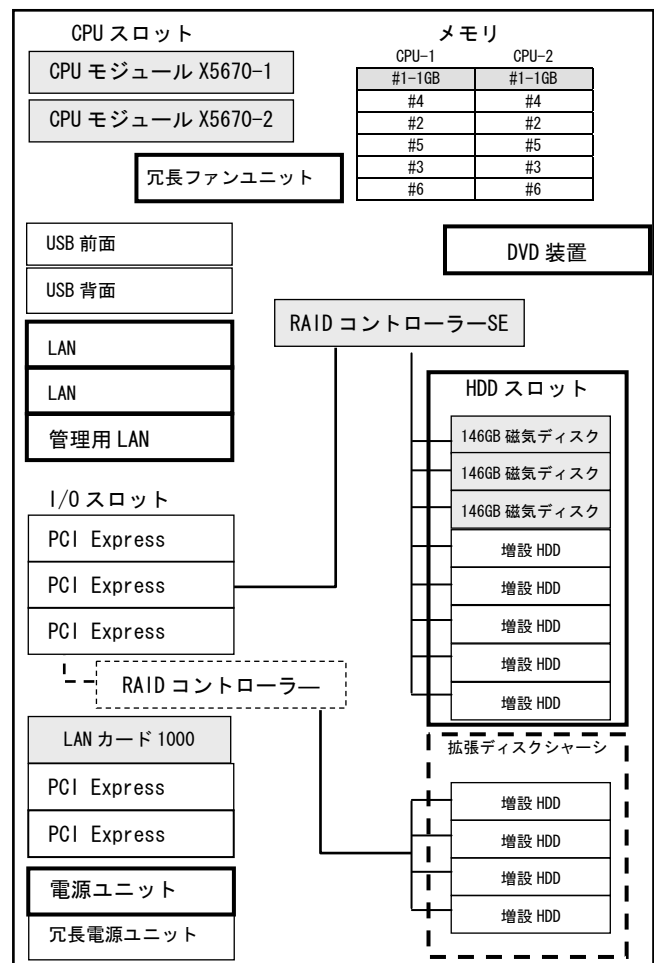 CPU スロット
CPU モジュール X5670-1
CPU モジュール X5670-2
冗長ファンユニット
メモリ
CPU-1 CPU-2
#1-1GB #1-1GB
#4 #4
#2 #2
#5 #5
#3 #3
#6 #6
USB 前面
USB 背面
LAN
LAN
管理用 LAN
DVD 装置
RAID コントローラーSE
HDD スロット
146GB 磁気ディスク
146GB 磁気ディスク
146GB 磁気ディスク
増設 HDD
増設 HDD
増設 HDD
増設 HDD
増設 HDD
I/O スロット
PCI Express
PCI Express
PCI Express
RAID コントローラ―
LAN カード 1000
PCI Express
PCI Express
電源ユニット
冗長電源ユニット
拡張ディスクシャーシ
増設 HDD
増設 HDD
増設 HDD
増設 HDD